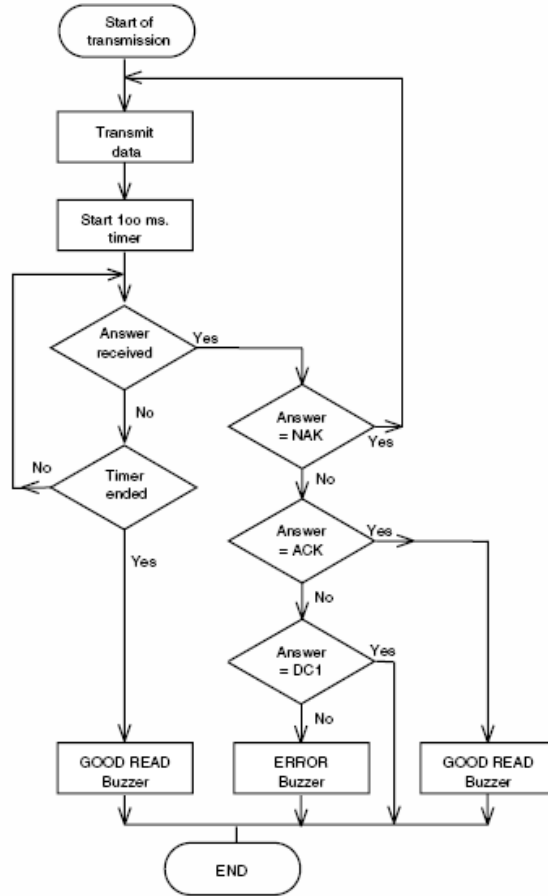 Start of
transmission
Transmit
data
Start 1oo ms.
timer
Answer
received
Yes
No
Answer
= NAK
Yes
No
Timer
ended
No
Yes
Answer
= ACK
Yes
No
Answer
= DC1
Yes
No
GOOD READ
Buzzer
ERROR
Buzzer
GOOD READ
Buzzer
END